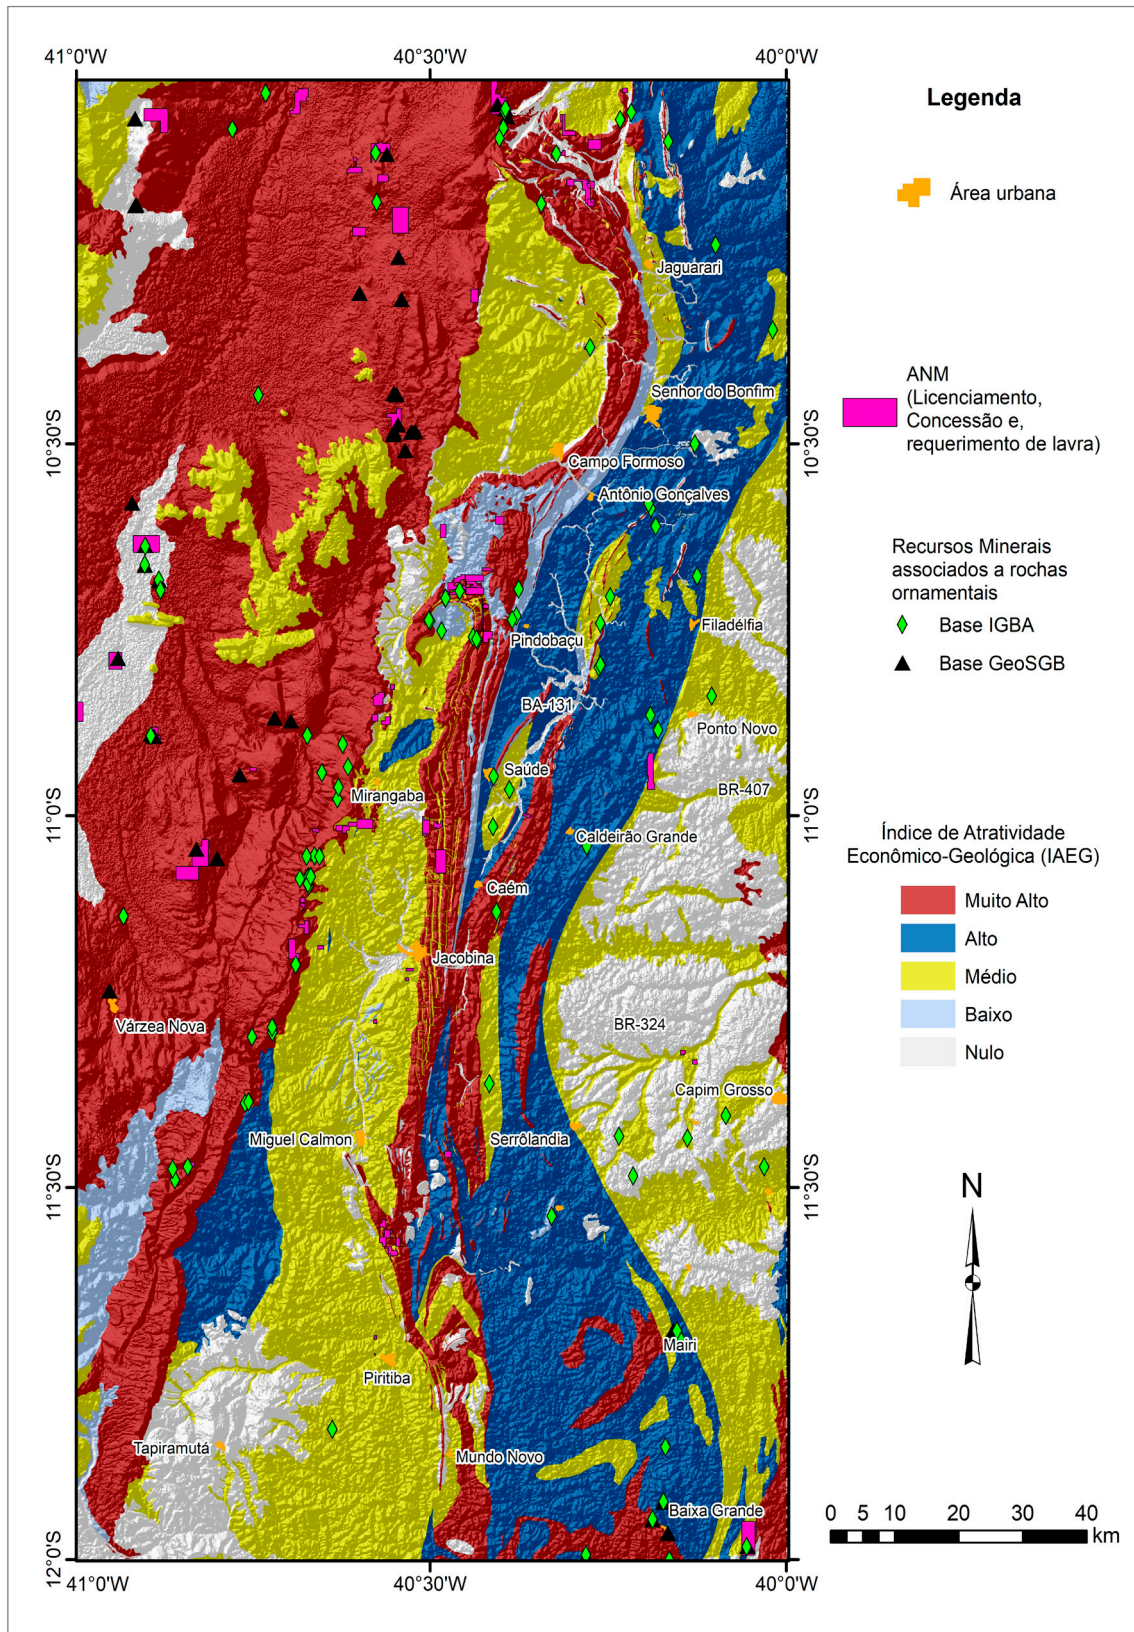 41°0'W
40°30'W
40°0'W
Legenda
Área urbana
ANM
(Licenciamento,
Concessão e,
requerimento de lavra)
Recursos Minerais
associados a rochas
ornamentais
Base IGBA
Base GeoSGB
Índice de Atratividade
Econômico-Geológica (IAEG)
Muito Alto
Alto
Médio
Baixo
Nulo
N
0 5 10 20 30 40
km
Jaguarari
Senhor do Bonfim
10°30'S
10°30'S
Campo Formoso
Antônio Gonçalves
Filadélfia
Pindobaçu
BA-131
Ponto Novo
Saúde
BR-407
Mirangaba
11°0'S
11°0'S
Caldeirão Grande
Caém
Jacobina
Várzea Nova
BR-324
Capim Grosso
Miguel Calmon
Serrôlandia
11°30'S
11°30'S
Mairi
Piritiba
Tapiramutá
Mundo Novo
Baixa Grande
12°0'S
12°0'S
41°0'W
40°30'W
40°0'W